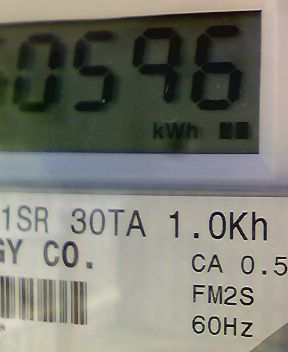 0596
kWh
1SR 30TA 1.0Kh
GY CO.
CA 0.5
FM2S
60Hz